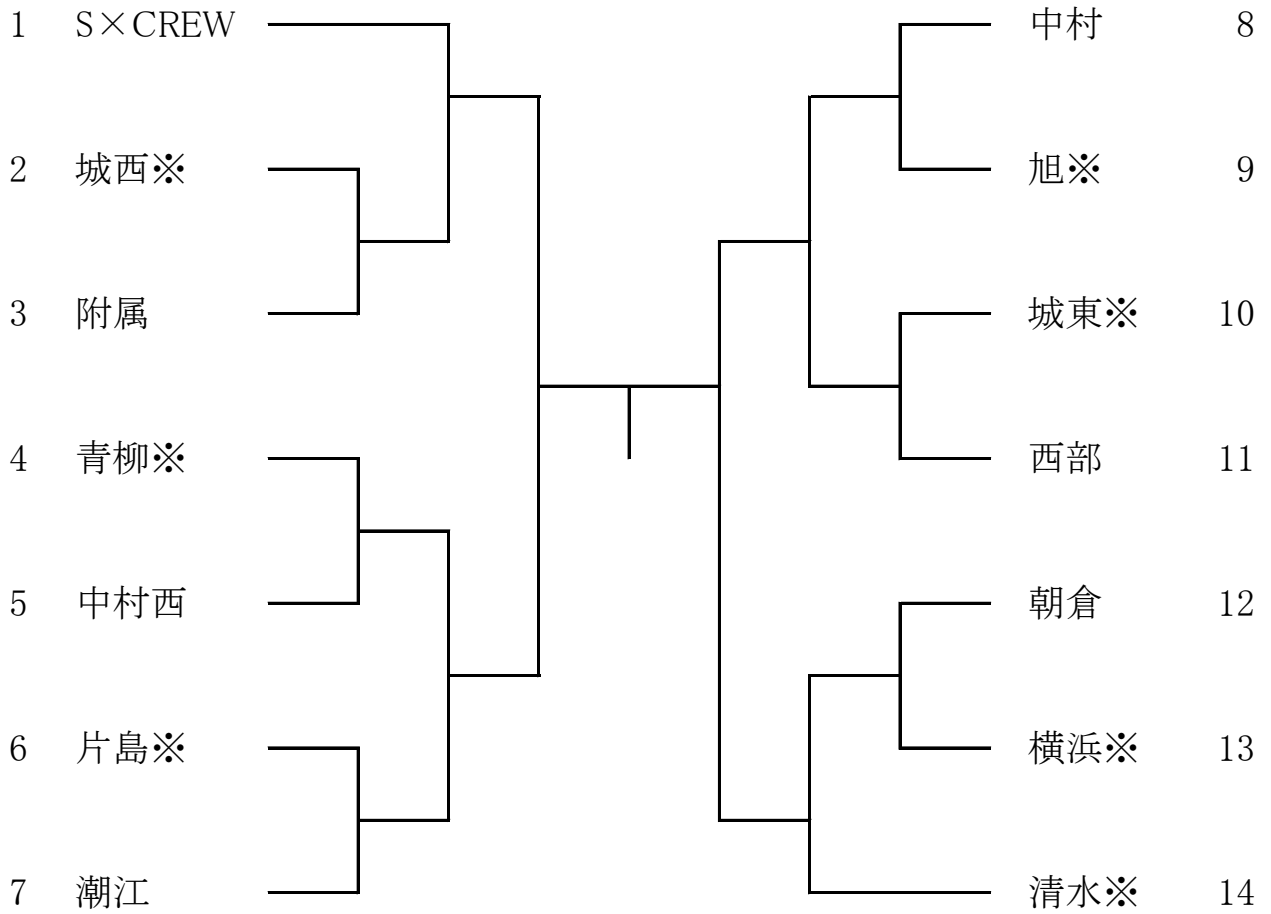 1 S×CREW
2 城西※
3 附属
4 青柳※
5 中村西
6 片島※
7 潮江
中村 8
旭※ 9
城東※ 10
西部 11
朝倉 12
横浜※ 13
清水※ 14